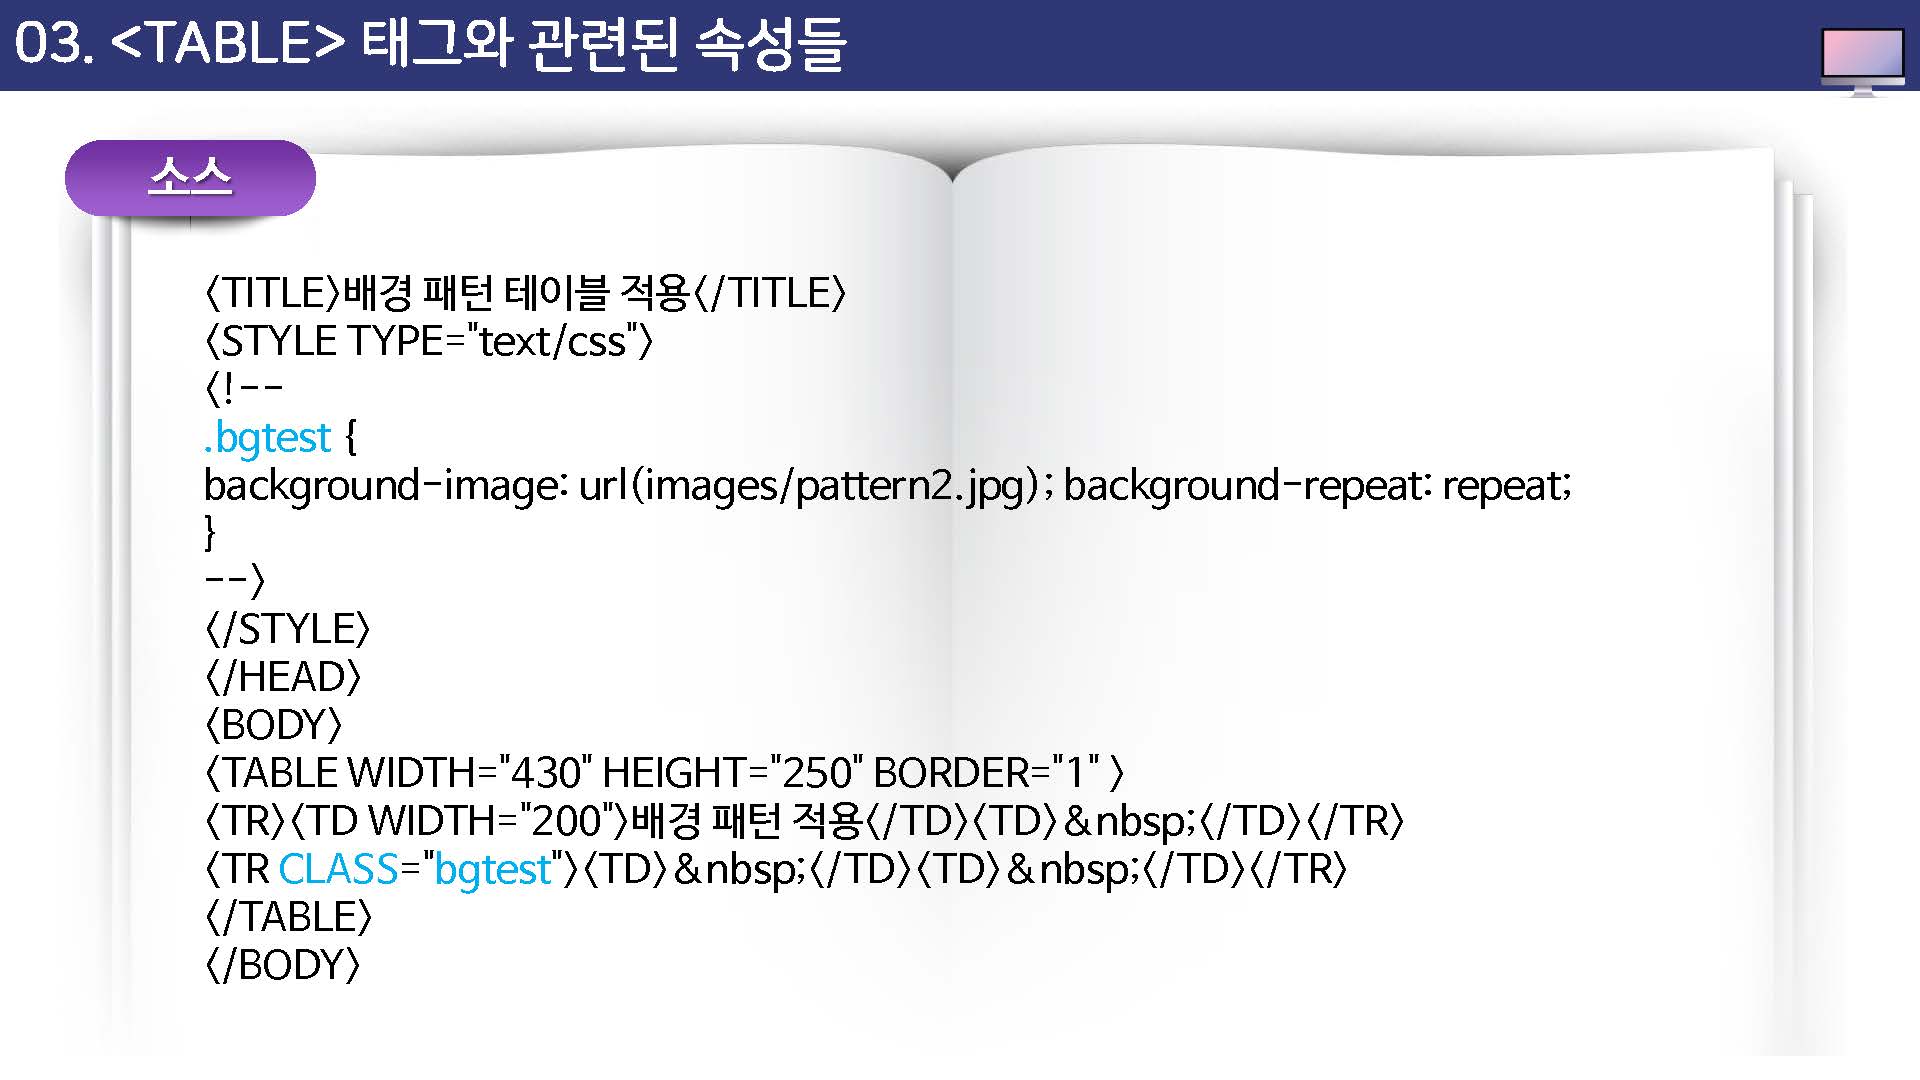 03. <TABLE> 태그와 관련된 속성들
소스
<TITLE>배경 패턴 테이블 적용</TITLE>
<STYLE TYPE="text/css">
<!--
.bgtest {
background-image: url(images/pattern2.jpg); background-repeat: repeat;
}
-->
</STYLE>
</HEAD>
<BODY>
<TABLE WIDTH="430" HEIGHT="250" BORDER="1" >
<TR><TD WIDTH="200">배경 패턴 적용</TD><TD>&nbsp;</TD></TR>
<TR CLASS="bgtest"><TD>&nbsp;</TD><TD>&nbsp;</TD></TR>
</TABLE>
</BODY>